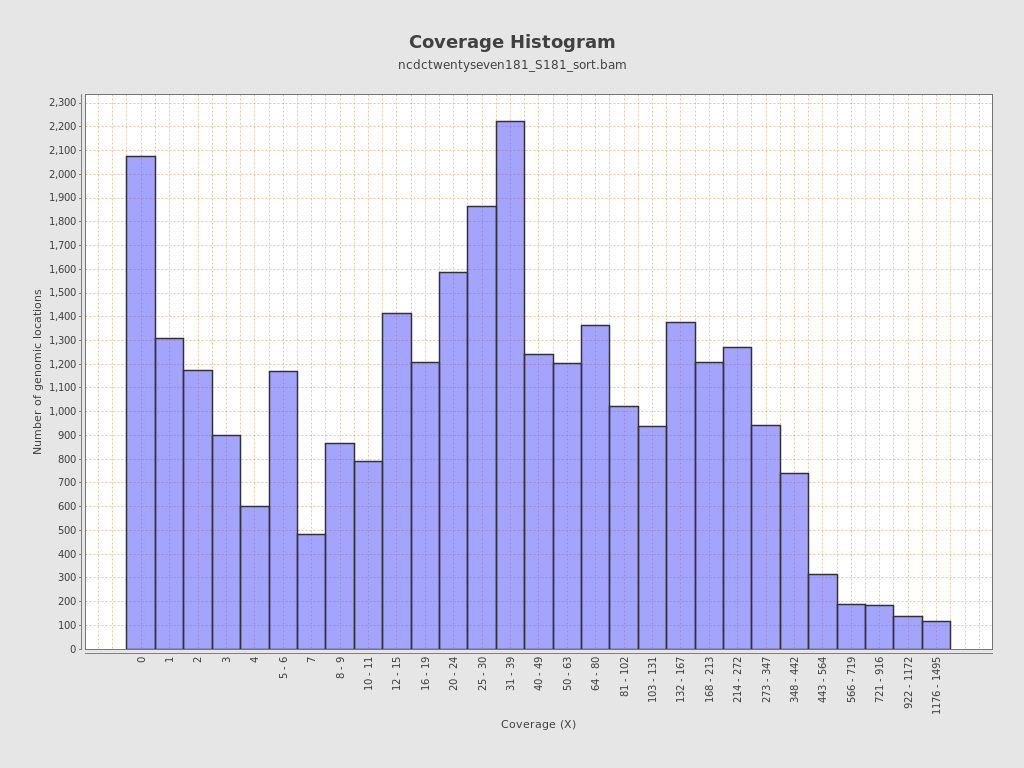 Coverage Histogram
ncdctwentyseven181_S181_sort.bam
Number of genomic locations
2,300
2,200
2,100
2,000
1,900
1,800
1,700
1,600
1,500
1,400
1,300
1,200
1,100
1,000
900
800
700
600
500
400
300
200
100
0
0
1
2
3
4
5 - 6
7
8 - 9
10 - 11
12 - 15
16 - 19
20 - 24
25 - 30
31 - 39
40 - 49
50 - 63
64 - 80
81 - 102
103 - 131
132 - 167
168 - 213
214 - 272
273 - 347
348 - 442
443 - 564
566 - 719
721 - 916
922 - 1172
1176 - 1495
Coverage (X)